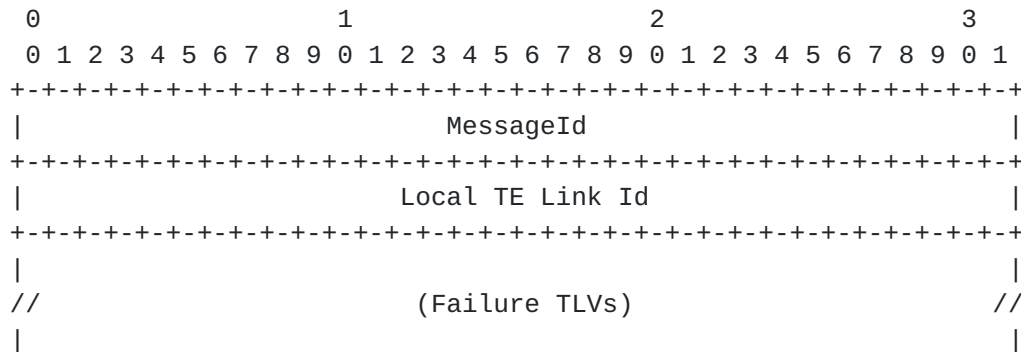 0                   1                   2                   3
 0 1 2 3 4 5 6 7 8 9 0 1 2 3 4 5 6 7 8 9 0 1 2 3 4 5 6 7 8 9 0 1
+-+-+-+-+-+-+-+-+-+-+-+-+-+-+-+-+-+-+-+-+-+-+-+-+-+-+-+-+-+-+-+-+
|                           MessageId                           |
+-+-+-+-+-+-+-+-+-+-+-+-+-+-+-+-+-+-+-+-+-+-+-+-+-+-+-+-+-+-+-+-+
|                        Local TE Link Id                       |
+-+-+-+-+-+-+-+-+-+-+-+-+-+-+-+-+-+-+-+-+-+-+-+-+-+-+-+-+-+-+-+-+
|                                                               |
//                        (Failure TLVs)                       //
|                                                               |